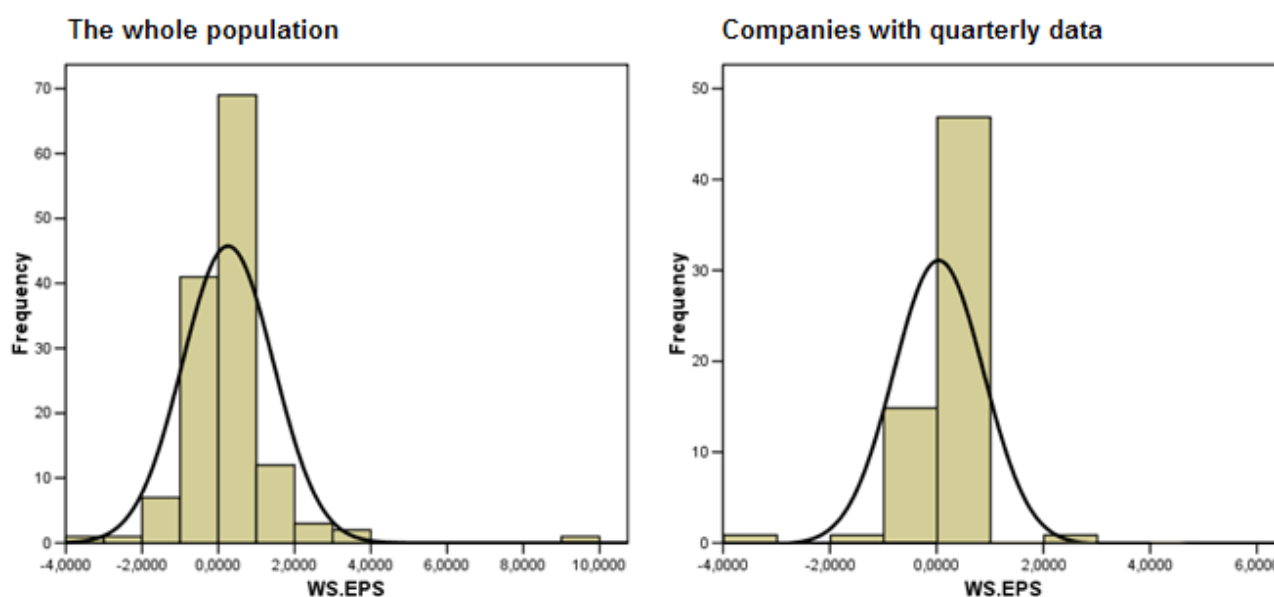 The whole population
Frequency
70
60
50
40
30
20
10
0
-4,0000 -2,0000 0,0000 2,0000 4,0000 6,0000 8,0000 10,0000
WS.EPS
Companies with quarterly data
Frequency
50
40
30
20
10
0
-4,0000 -2,0000 0,0000 2,0000 4,0000
WS.EPS